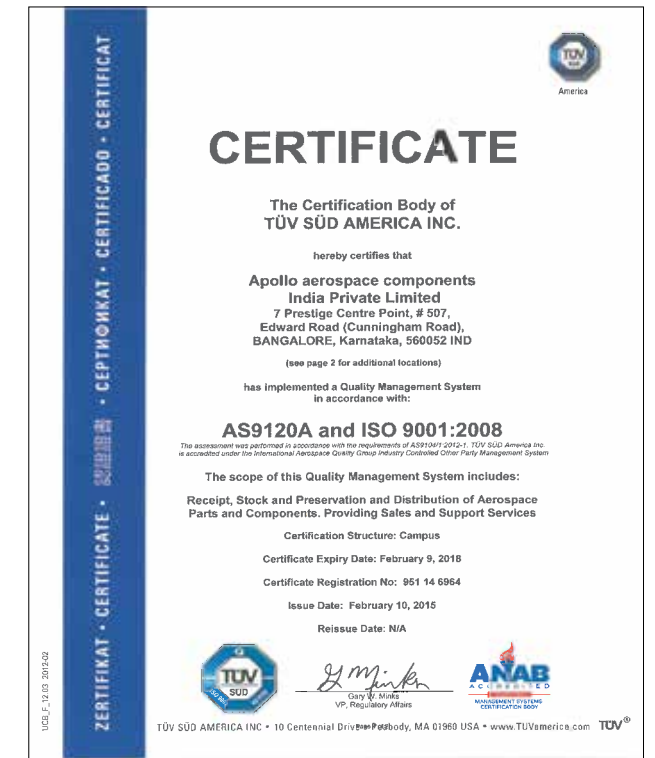 TÜV
SÜD
America
CERTIFICATE
The Certification Body of
TÜV SÜD AMERICA INC.
hereby certifies that
Apollo aerospace components
India Private Limited
7 Prestige Centre Point, # 507,
Edward Road (Cunningham Road),
BANGALORE, Karnataka, 560052 IND
(see page 2 for additional locations)
has implemented a Quality Management System
in accordance with:
AS9120A and ISO 9001:2008
The assessment was performed in accordance with the requirements of AS9104/1:2012-1. TÜV SÜD America Inc.
is accredited under the International Aerospace Quality Group Industry Controlled Other Party Management System
The scope of this Quality Management System includes:
Receipt, Stock and Preservation and Distribution of Aerospace
Parts and Components. Providing Sales and Support Services
Certification Structure: Campus
Certificate Expiry Date: February 9, 2018
Certificate Registration No: 951 14 6964
Issue Date: February 10, 2015
Reissue Date: N/A
TÜV
SÜD
ISO 9001
G W Minks
Gary W. Minks
VP, Regulatory Affairs
ANAB
ACCREDITED
MANAGEMENT SYSTEMS
CERTIFICATION BODY
TÜV SÜD AMERICA INC • 10 Centennial Drive Peabody, MA 01960 USA • www.TUVamerica.com TÜV®
ZERTIFIKAT • CERTIFICATE • • СЕРТИФИКАТ • CERTIFICADO • CERTIFICAT
UCB_F_12.03 2012-02